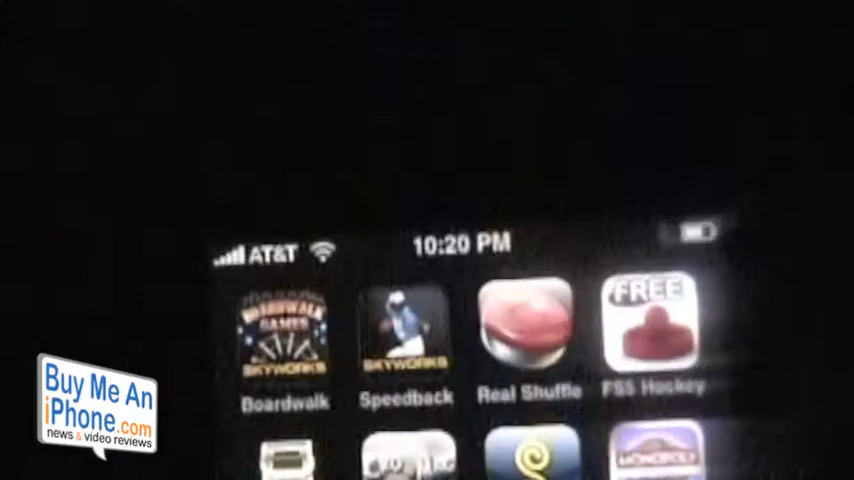 AT&T
10:20 PM
BOARDWALK
GAMES
SKYWORKS
SKYWORKS
FREE
Boardwalk
Speedback
Real Shuffle
FS5 Hockey
MONOPOLY
Buy Me An
iPhone.com
news & video reviews